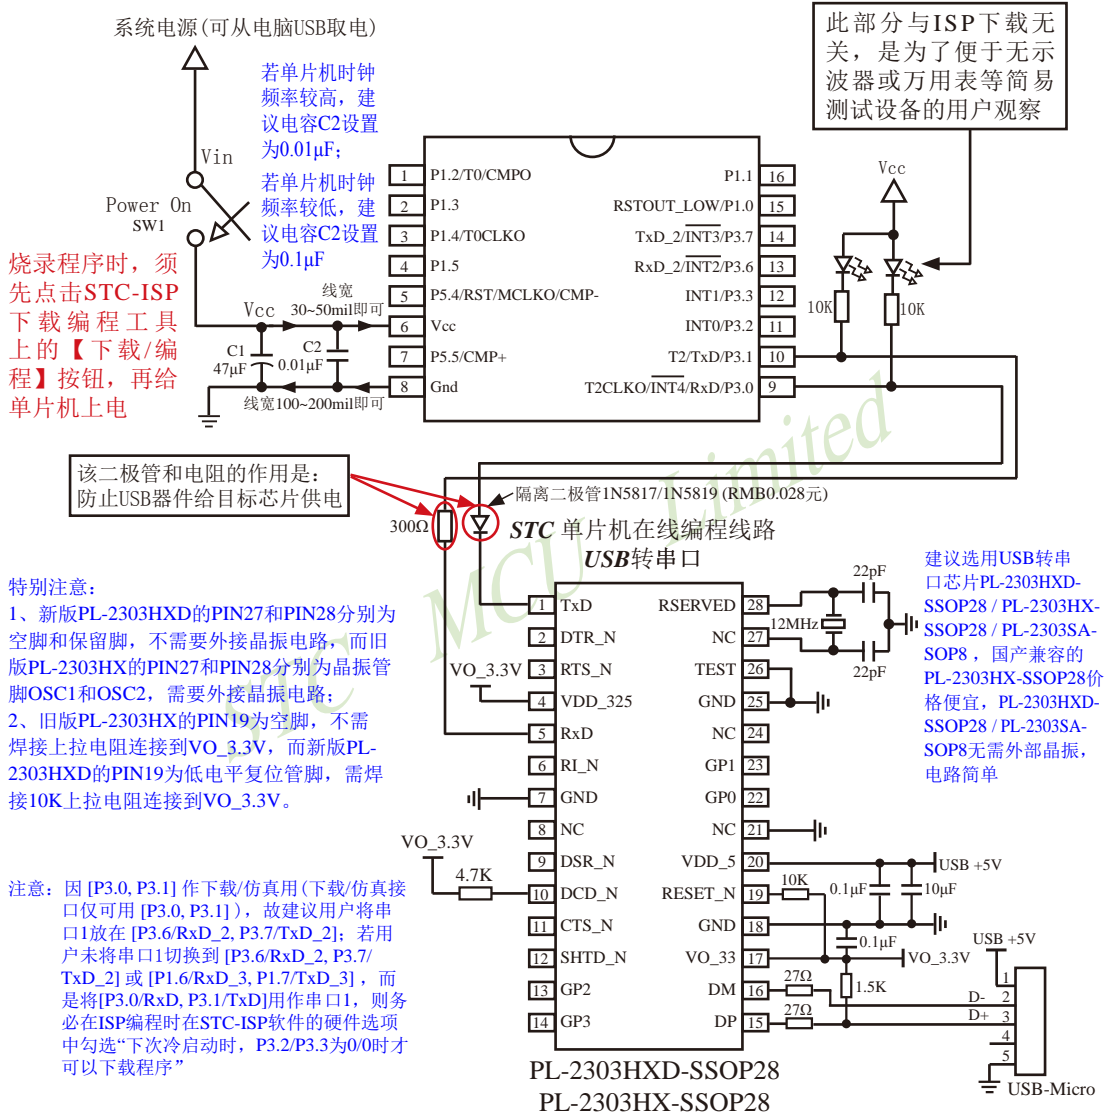 系统电源(可从电脑USB取电)
此部分与ISP下载无
关，是为了便于无示
波器或万用表等简易
测试设备的用户观察
若单片机时钟
频率较高，建
议电容C2设置
为0.01μF；
若单片机时钟
频率较低，建
议电容C2设置
为0.1μF
Vin
Power On
SW1
烧录程序时，须
先点击STC-ISP
下载编程工具
上的【下载/编
程】按钮，再给
单片机上电
Vcc
线宽
30~50mil即可
C1
47μF
C2
0.01μF
线宽100~200mil即可
1 P1.2/T0/CMPO
2 P1.3
3 P1.4/T0CLKO
4 P1.5
5 P5.4/RST/MCLKO/CMP-
6 Vcc
7 P5.5/CMP+
8 Gnd
P1.1 16
RSTOUT_LOW/P1.0 15
TxD_2/INT3/P3.7 14
RxD_2/INT2/P3.6 13
INT1/P3.3 12
INT0/P3.2 11
T2/TxD/P3.1 10
T2CLKO/INT4/RxD/P3.0 9
Vcc
10K
10K
该二极管和电阻的作用是：
防止USB器件给目标芯片供电
300Ω
隔离二极管1N5817/1N5819 (RMB0.028元)
STC 单片机在线编程线路
USB转串口
STC MCU Limited
特别注意：
1、新版PL-2303HXD的PIN27和PIN28分别为
空脚和保留脚，不需要外接晶振电路，而旧
版PL-2303HX的PIN27和PIN28分别为晶振管
脚OSC1和OSC2，需要外接晶振电路；
2、旧版PL-2303HX的PIN19为空脚，不需
焊接上拉电阻连接到VO_3.3V，而新版PL-
2303HXD的PIN19为低电平复位管脚，需焊
接10K上拉电阻连接到VO_3.3V。
VO_3.3V
VO_3.3V
4.7K
1 TxD
2 DTR_N
3 RTS_N
4 VDD_325
5 RxD
6 RI_N
7 GND
8 NC
9 DSR_N
10 DCD_N
11 CTS_N
12 SHTD_N
13 GP2
14 GP3
RSERVED 28
NC 27
TEST 26
GND 25
NC 24
GP1 23
GP0 22
NC 21
VDD_5 20
RESET_N 19
GND 18
VO_33 17
DM 16
DP 15
22pF
12MHz
22pF
建议选用USB转串
口芯片PL-2303HXD-
SSOP28 / PL-2303HX-
SSOP28 / PL-2303SA-
SOP8 ，国产兼容的
PL-2303HX-SSOP28价
格便宜，PL-2303HXD-
SSOP28 / PL-2303SA-
SOP8无需外部晶振，
电路简单
USB +5V
10K
0.1μF
10μF
0.1μF
VO_3.3V
27Ω
27Ω
1.5K
USB +5V
D-
D+
1
2
3
4
5
USB-Micro
注意：因 [P3.0, P3.1] 作下载/仿真用(下载/仿真接
口仅可用 [P3.0, P3.1] )，故建议用户将串
口1放在 [P3.6/RxD_2, P3.7/TxD_2]；若用
户未将串口1切换到 [P3.6/RxD_2, P3.7/
TxD_2] 或 [P1.6/RxD_3, P1.7/TxD_3] ，而
是将[P3.0/RxD, P3.1/TxD]用作串口1，则务
必在ISP编程时在STC-ISP软件的硬件选项
中勾选“下次冷启动时，P3.2/P3.3为0/0时才
可以下载程序”
PL-2303HXD-SSOP28
PL-2303HX-SSOP28